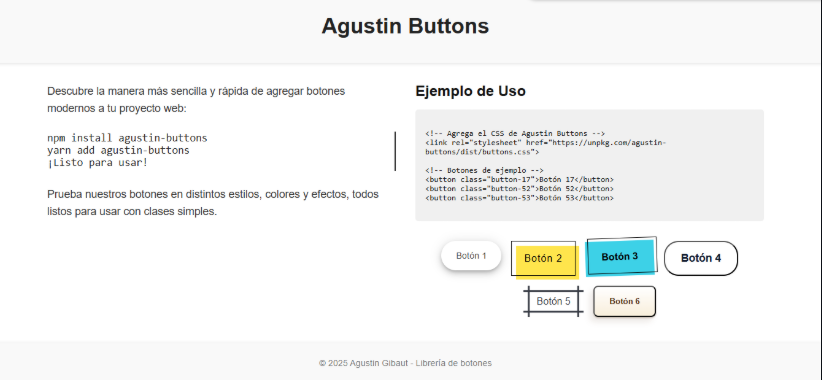 Agustin Buttons
Descubre la manera más sencilla y rápida de agregar botones
modernos a tu proyecto web:
npm install agustin-buttons
yarn add agustin-buttons
¡Listo para usar!
Prueba nuestros botones en distintos estilos, colores y efectos, todos
listos para usar con clases simples.
Ejemplo de Uso
<!-- Agrega el CSS de Agustin Buttons -->
<link rel="stylesheet" href="https://unpkg.com/agustin-
buttons/dist/buttons.css">
<!-- Botones de ejemplo -->
<button class="button-17">Botón 17</button>
<button class="button-52">Botón 52</button>
<button class="button-53">Botón 53</button>
Botón 1
Botón 2
Botón 3
Botón 4
Botón 5
Botón 6
© 2025 Agustin Gibaut - Librería de botones